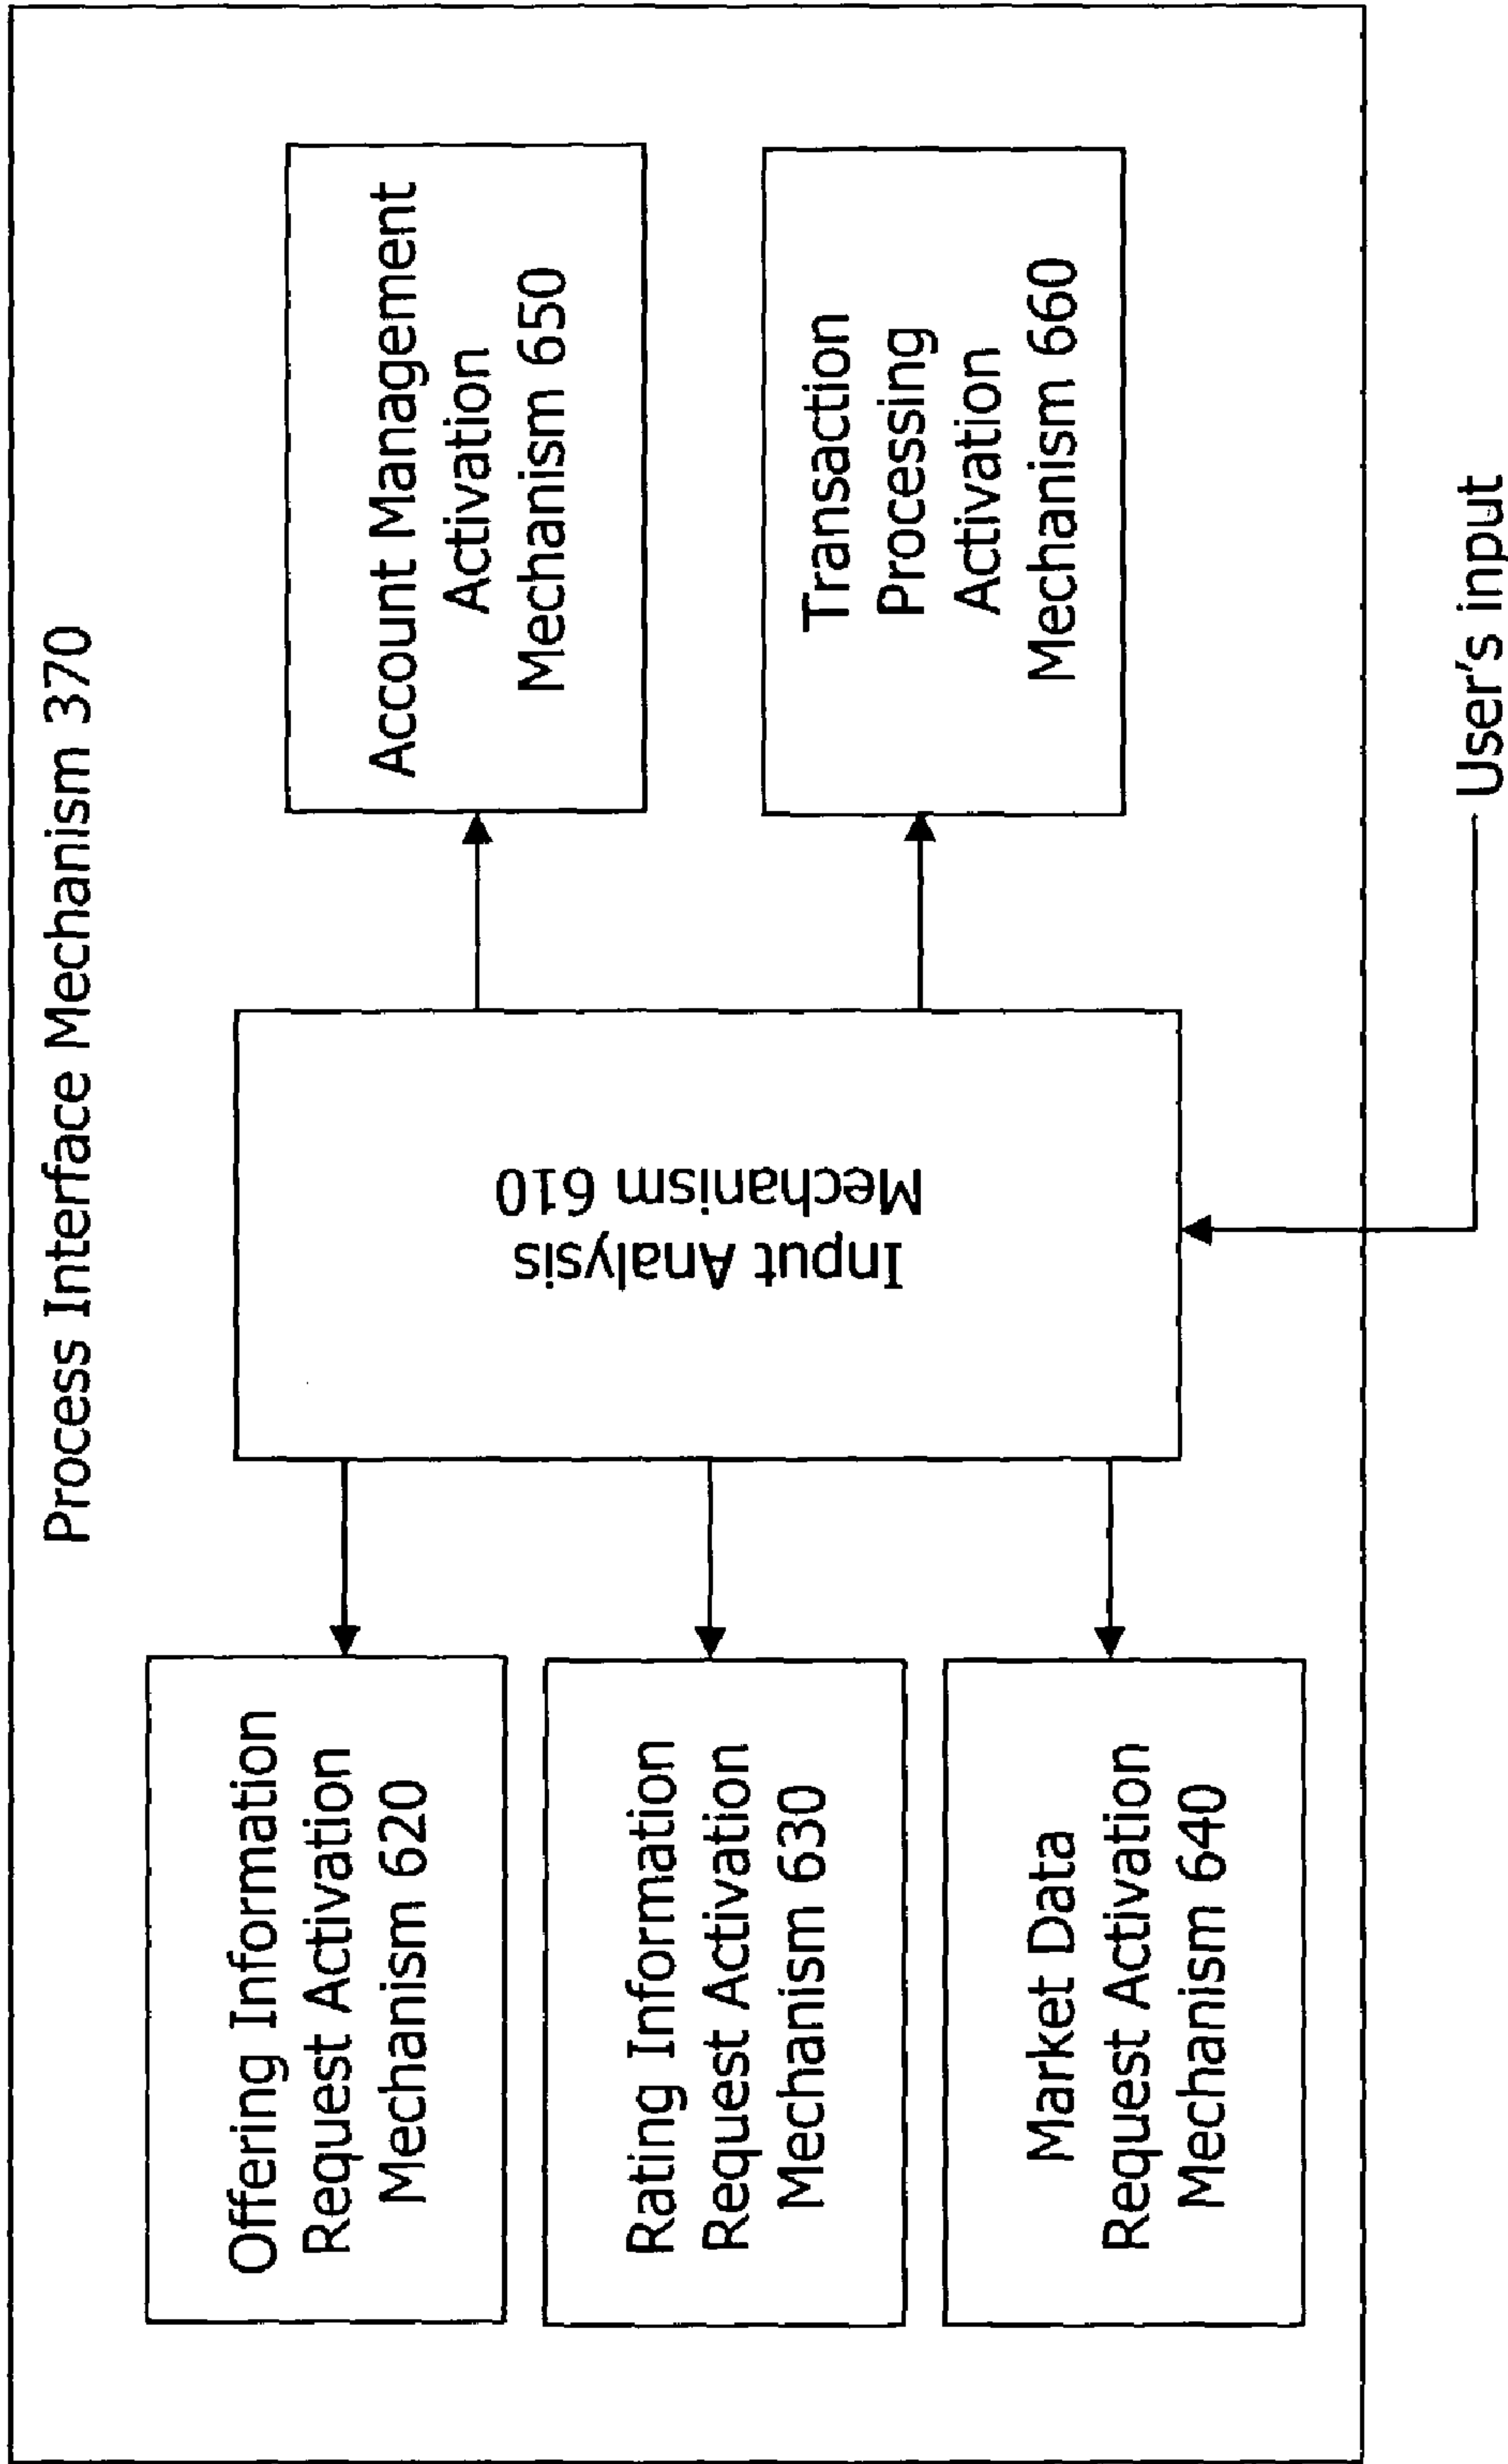 Process Interface Mechanism 370
Offering Information
Request Activation
Mechanism 620
Rating Information
Request Activation
Mechanism 630
Market Data
Request Activation
Mechanism 640
Input Analysis
Mechanism 610
Account Management
Activation
Mechanism 650
Transaction
Processing
Activation
Mechanism 660
User's input